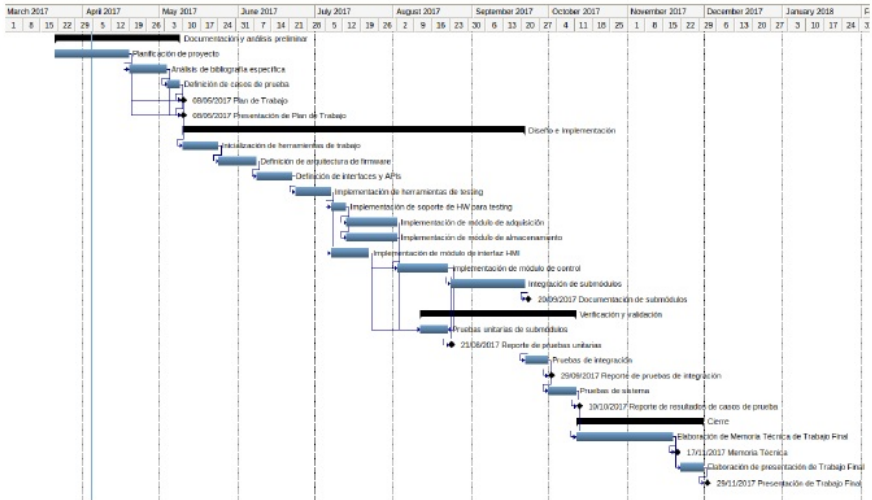 March 2017 April 2017 May 2017 June 2017 July 2017 August 2017 September 2017 October 2017 November 2017 December 2017 January 2018 F
1 8 15 22 29 5 12 19 26 3 10 17 24 31 7 14 21 28 5 12 19 26 2 9 16 23 30 6 13 20 27 4 11 18 25 1 8 15 22 29 6 13 20 27 3 10 17 24 31
Documentación y análisis preliminar
Planificación de proyecto
Análisis de bibliografía específica
Definición de casos de prueba
Plan de Trabajo
Presentación de Plan de Trabajo
Diseño e Implementación
Inicialización de herramientas de trabajo
Definición de arquitectura de firmware
Definición de interfaces y APIs
Implementación de herramientas de testing
Implementación de soporte de HW para testing
Implementación de módulo de adquisición
Implementación de módulo de almacenamiento
Implementación de módulo de interfaz HMI
Implementación de módulo de control
Integración de submódulos
20/09/2017 Documentación de submódulos
Verificación y validación
Pruebas unitarias de submódulos
21/08/2017 Reporte de pruebas unitarias
Pruebas de integración
29/09/2017 Reporte de pruebas de integración
Pruebas de sistema
10/10/2017 Reporte de resultados de casos de prueba
Cierre
Elaboración de Memoria Técnica de Trabajo Final
17/11/2017 Memoria Técnica
Elaboración de presentación de Trabajo Final
29/11/2017 Presentación de Trabajo Final